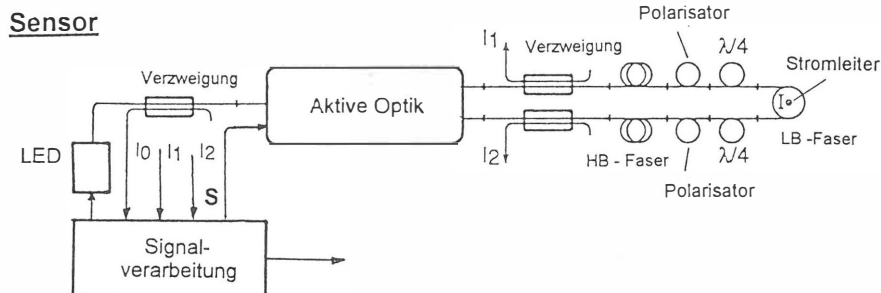 Sensor
Polarisator
I1
Verzweigung
λ/4
Verzweigung
Stromleiter
Aktive Optik
I
LED
I0
I1
I2
I2
HB - Faser
λ/4
LB -Faser
S
Polarisator
Signal-
verarbeitung